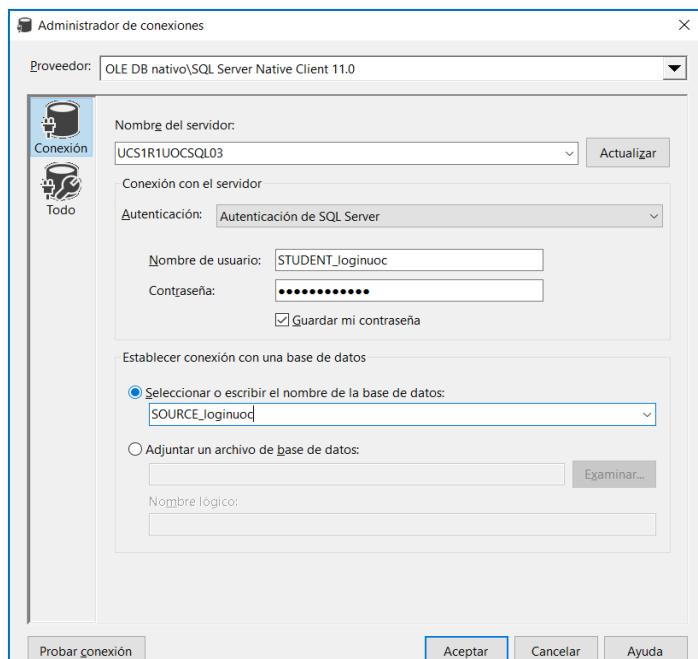 Administrador de conexiones
Proveedor: OLE DB nativo\SQL Server Native Client 11.0
Conexión
Todo
Nombre del servidor:
UCS1R1UOCSQL03 Actualizar
Conexión con el servidor
Autenticación: Autenticación de SQL Server
Nombre de usuario: STUDENT_loginuoc
Contraseña: ●●●●●●●●●●●●
Guardar mi contraseña
Establecer conexión con una base de datos
Seleccionar o escribir el nombre de la base de datos:
SOURCE_loginuoc
Adjuntar un archivo de base de datos:
Examinar...
Nombre lógico:
Probar conexión Aceptar Cancelar Ayuda